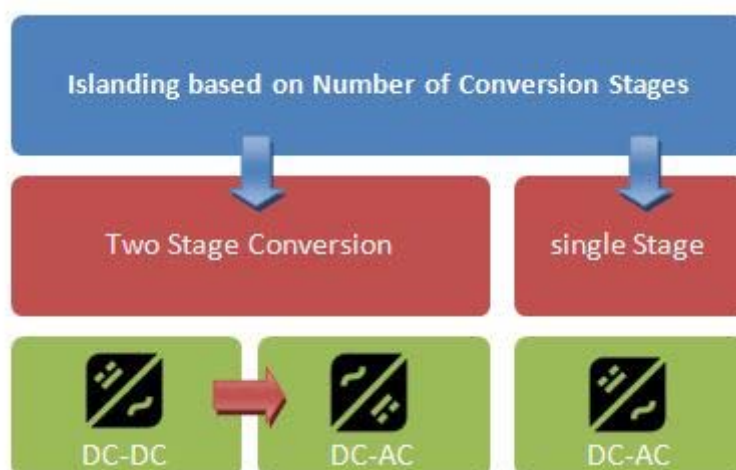 Islanding based on Number of Conversion Stages
Two Stage Conversion
single Stage
DC-DC
DC-AC
DC-AC